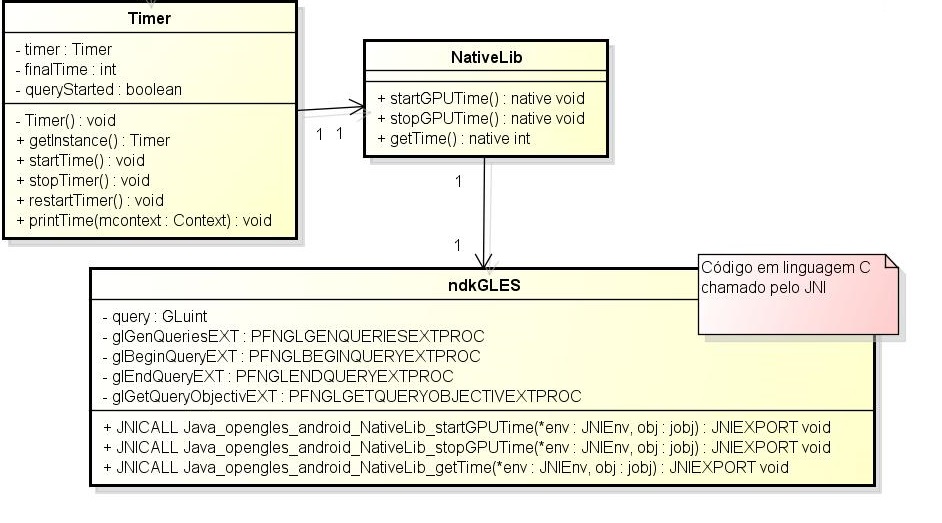 Timer
- timer : Timer
- finalTime : int
- queryStarted : boolean
- Timer() : void
+ getInstance() : Timer
+ startTime() : void
+ stopTimer() : void
+ restartTimer() : void
+ printTime(mcontext : Context) : void
1 1
NativeLib
+ startGPUTime() : native void
+ stopGPUTime() : native void
+ getTime() : native int
1
1
Código em linguagem C
chamado pelo JNI
ndkGLES
- query : GLuint
- glGenQueriesEXT : PFNGLGENQUERIESEXTPROC
- glBeginQueryEXT : PFNGLBEGINQUERYEXTPROC
- glEndQueryEXT : PFNGLENDQUERYEXTPROC
- glGetQueryObjectivEXT : PFNGLGETQUERYOBJECTIVEXTPROC
+ JNICALL Java_opengles_android_NativeLib_startGPUTime(*env : JNIEnv, obj : jobj) : JNIEXPORT void
+ JNICALL Java_opengles_android_NativeLib_stopGPUTime(*env : JNIEnv, obj : jobj) : JNIEXPORT void
+ JNICALL Java_opengles_android_NativeLib_getTime(*env : JNIEnv, obj : jobj) : JNIEXPORT void